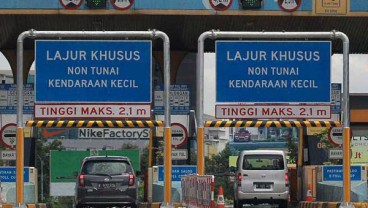 LAJUR KHUSUS
NON TUNAI
KENDARAAN KECIL
TINGGI MAKS. 2,1 m
LAJUR KHUSUS
NON TUNAI
KENDARAAN KECIL
TINGGI MAKS. 2,1 m
NikeFactoryS